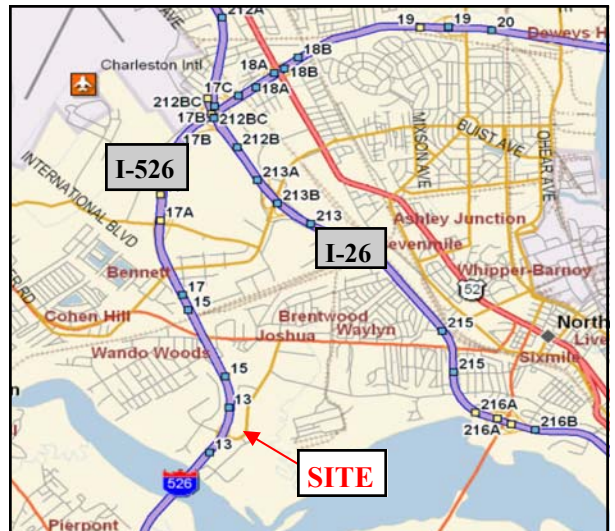 212A
19
19
20
Deweys H
18B
18B
18A
18A
Charleston Intl
17C
212BC
17B
212BC
17B
212B
MIXSON AVE
BUIST AVE
OHEAR AVE
I-526
213A
INTERNATIONAL BLVD
213B
17A
213
Ashley Junction
I-26
evenmile
Bennett
Whipper-Barnoy
52
ER RD
17
15
Cohen Hill
Brentwood
Waylyn
215
North
Joshua
Live
Wando Woods
Sixmile
15
215
13
216A
216A
216B
n
13
SITE
526
Pierpont